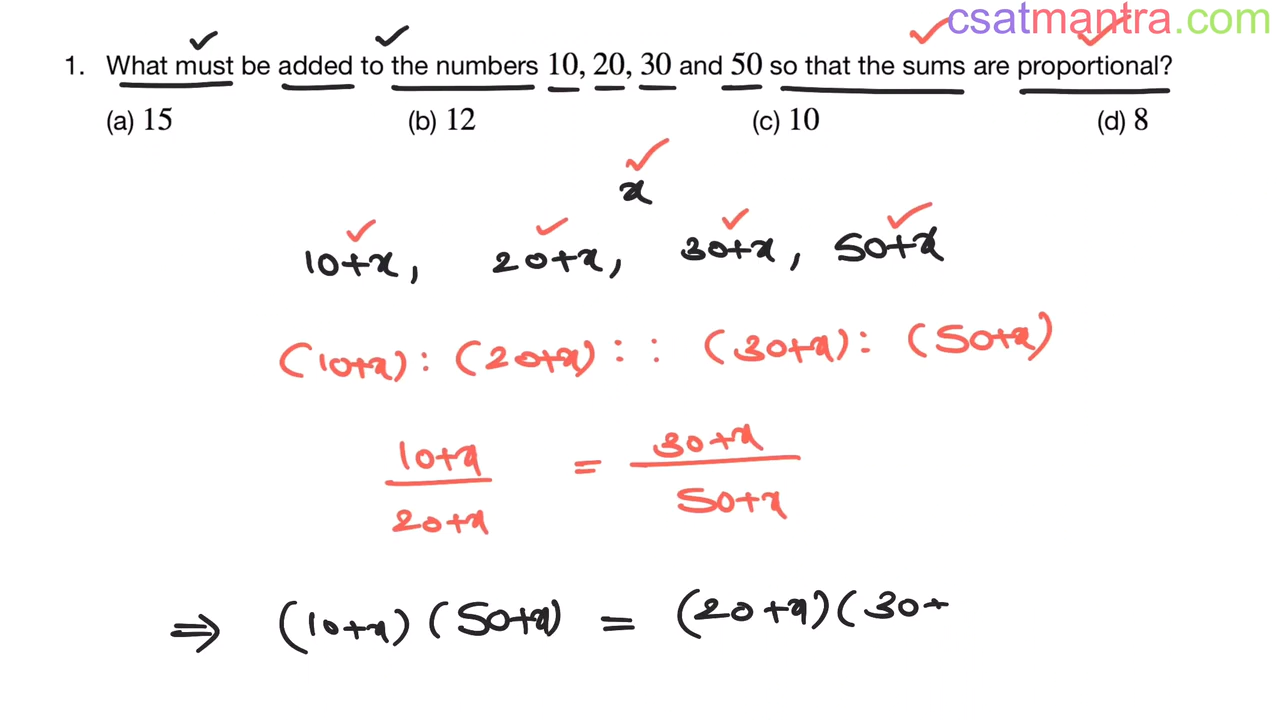 csatmantra.com
1. What must be added to the numbers 10, 20, 30 and 50 so that the sums are proportional?
(a) 15 (b) 12 (c) 10 (d) 8
x
10+x, 20+x, 30+x, 50+x
(10+x) : (20+x) : : (30+x) : (50+x)
10+x = 30+x
20+x 50+x
⇒ (10+x) (50+x) = (20+x) (30+